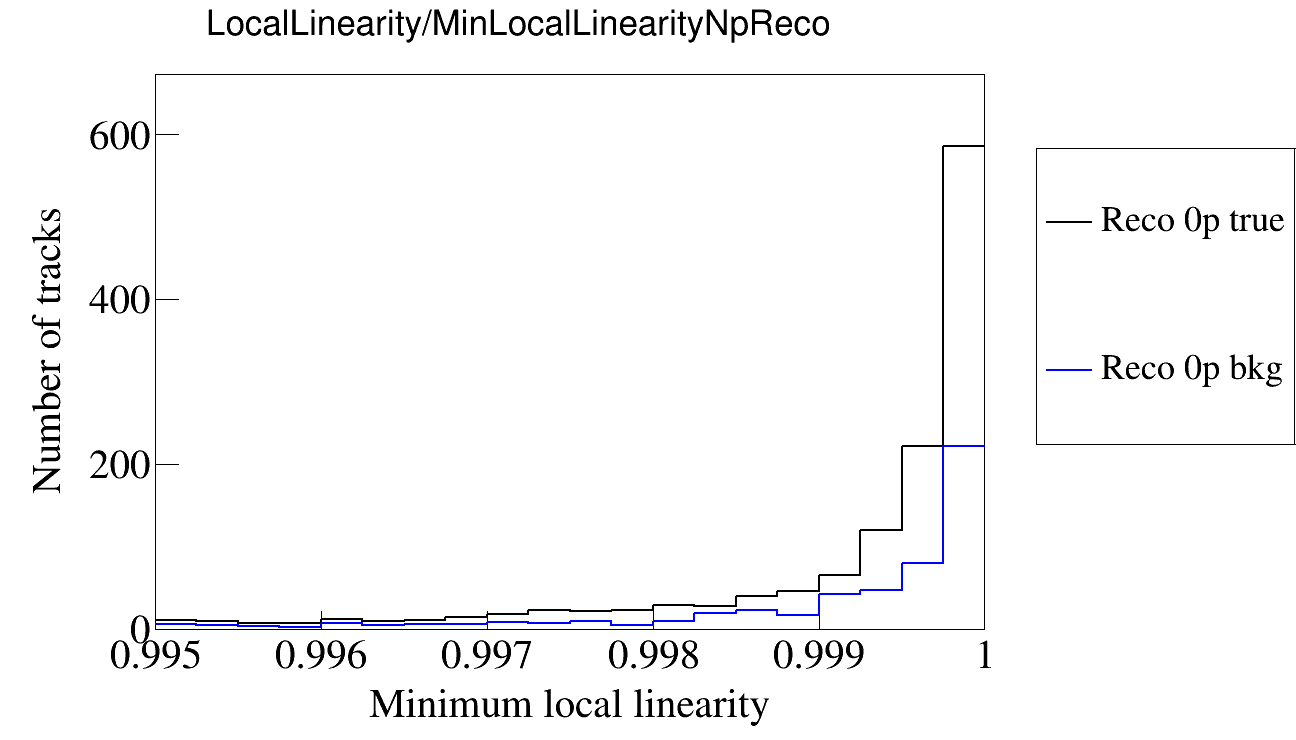 LocalLinearity/MinLocalLinearityNpReco
600
400
200
0
Number of tracks
0.995 0.996 0.997 0.998 0.999 1
Minimum local linearity
Reco 0p true
Reco 0p bkg